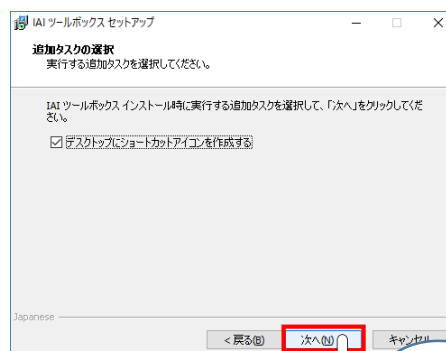 IAI ツールボックス セットアップ
追加タスクの選択
実行する追加タスクを選択してください。
IAI ツールボックス インストール時に実行する追加タスクを選択して、「次へ」をクリックしてくだ
さい。
デスクトップにショートカットアイコンを作成する
Japanese
< 戻る(B) 次へ(N) キャンセル